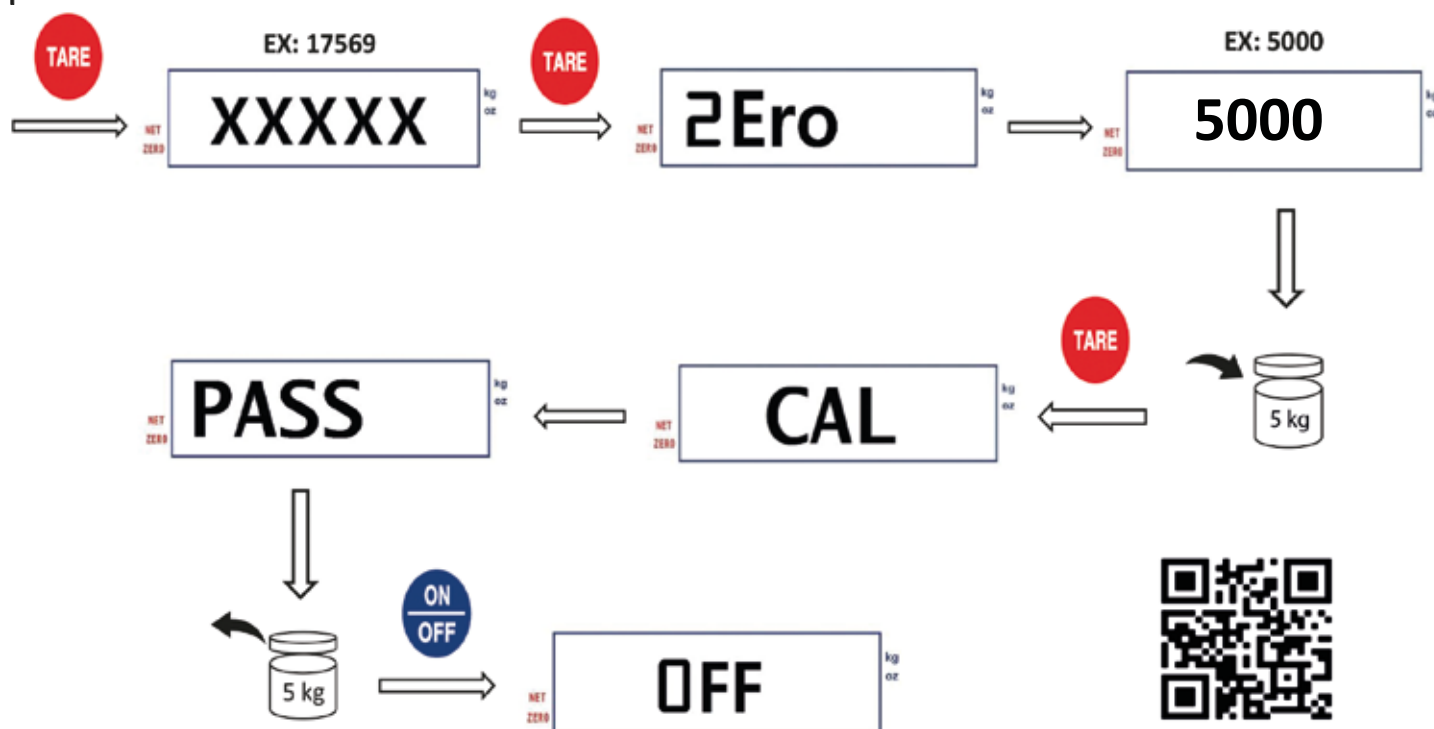 TARE
EX: 17569
XXXXX
NET
ZERO
kg
oz
TARE
2Ero
NET
ZERO
kg
oz
EX: 5000
5000
NET
ZERO
kg
5 kg
TARE
CAL
NET
ZERO
kg
oz
PASS
NET
ZERO
kg
oz
5 kg
ON
OFF
OFF
NET
ZERO
kg
oz